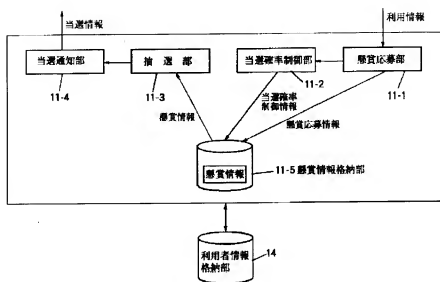 当選情報
利用情報
当選通知部
抽選部
当選確率制御部
懸賞応募部
11-4
11-3
11-2
11-1
懸賞情報
当選確率
制御情報
懸賞応募情報
懸賞情報
11-5 懸賞情報格納部
利用者情報
格納部
14